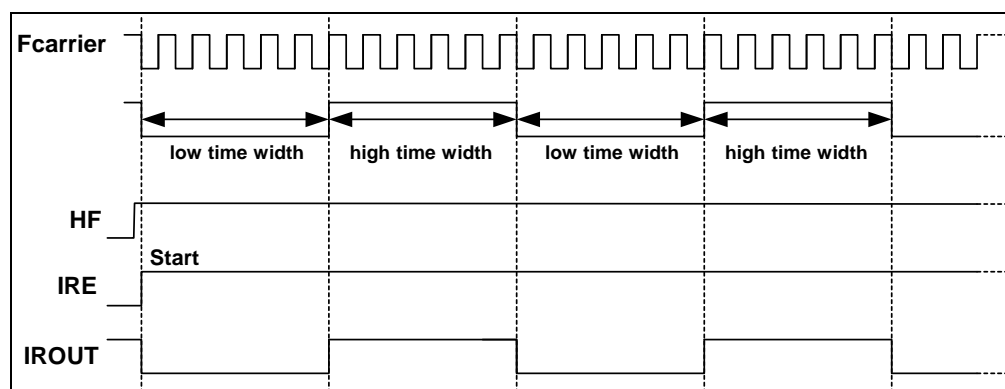 Fcarrier
low time width high time width low time width high time width
HF
Start
IRE
IROUT